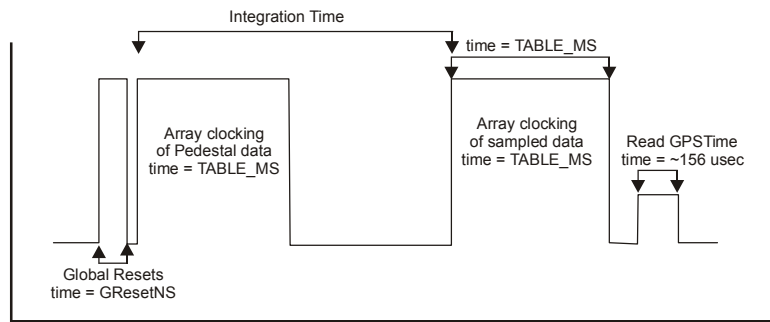 Integration Time
time = TABLE_MS
Array clocking
of Pedestal data
time = TABLE_MS
Array clocking
of sampled data
time = TABLE_MS
Read GPSTime
time = ~156 usec
Global Resets
time = GResetNS